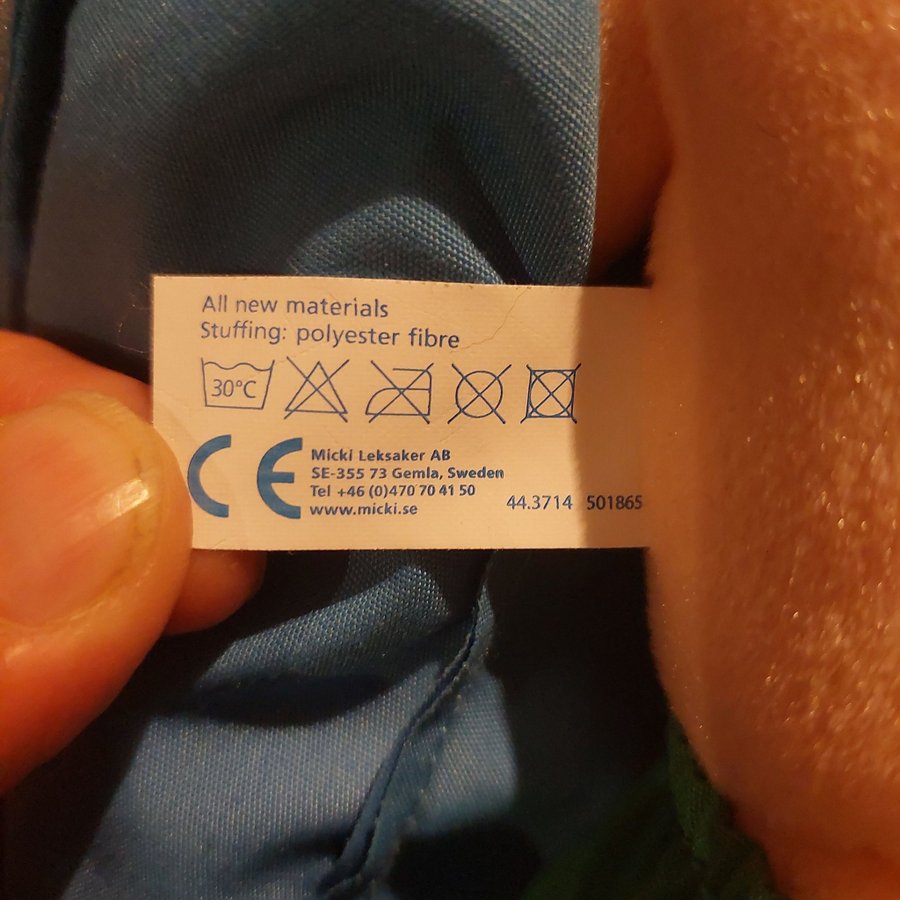 All new materials
Stuffing: polyester fibre
30°C
CE
Micki Leksaker AB
SE-355 73 Gemla, Sweden
Tel +46 (0)470 70 41 50
www.micki.se
44.3714 501865